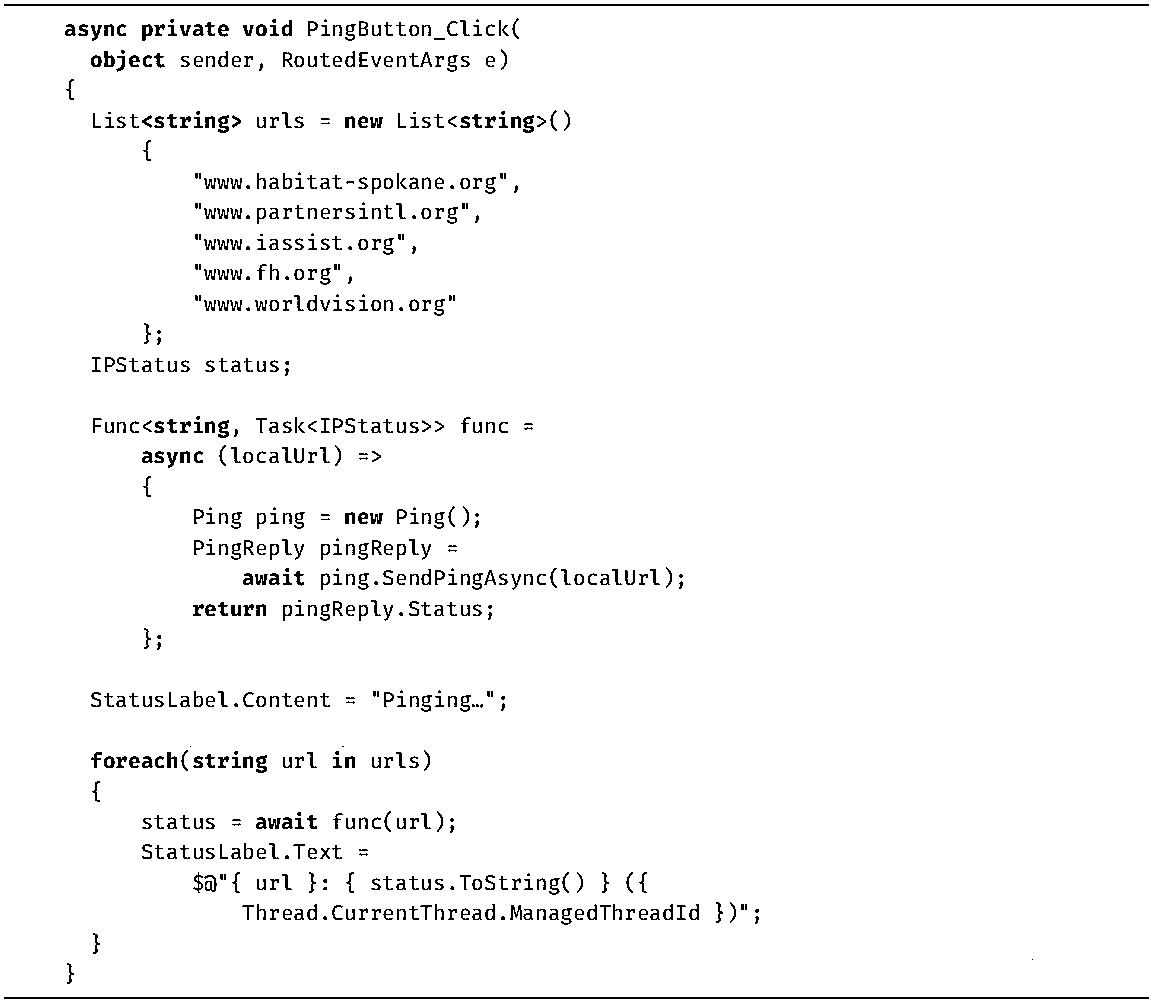 async private void PingButton_Click(
  object sender, RoutedEventArgs e)
{
  List<string> urls = new List<string>()
      {
          "www.habitat-spokane.org",
          "www.partnersintl.org",
          "www.iassist.org",
          "www.fh.org",
          "www.worldvision.org"
      };
  IPStatus status;

  Func<string, Task<IPStatus>> func =
      async (localUrl) =>
      {
          Ping ping = new Ping();
          PingReply pingReply =
              await ping.SendPingAsync(localUrl);
          return pingReply.Status;
      };

  StatusLabel.Content = "Pinging…";

  foreach(string url in urls)
  {
      status = await func(url);
      StatusLabel.Text =
          $@"{ url }: { status.ToString() } ({
              Thread.CurrentThread.ManagedThreadId })";
  }
}